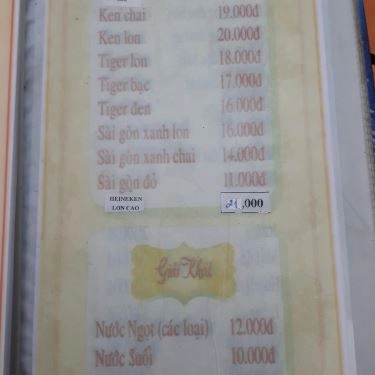 Ken chai 19.000đ
Ken lon 20.000đ
Tiger lon 18.000đ
Tiger bạc 17.000đ
Tiger đen 16.000đ
Sài gòn xanh lon 16.000đ
Sài gòn xanh chai 14.000đ
Sài gòn đỏ 11.000đ
HEINEKEN
LON CAO ,000
Giải Khát
Nước Ngọt (các loại) 12.000đ
Nước Suối 10.000đ